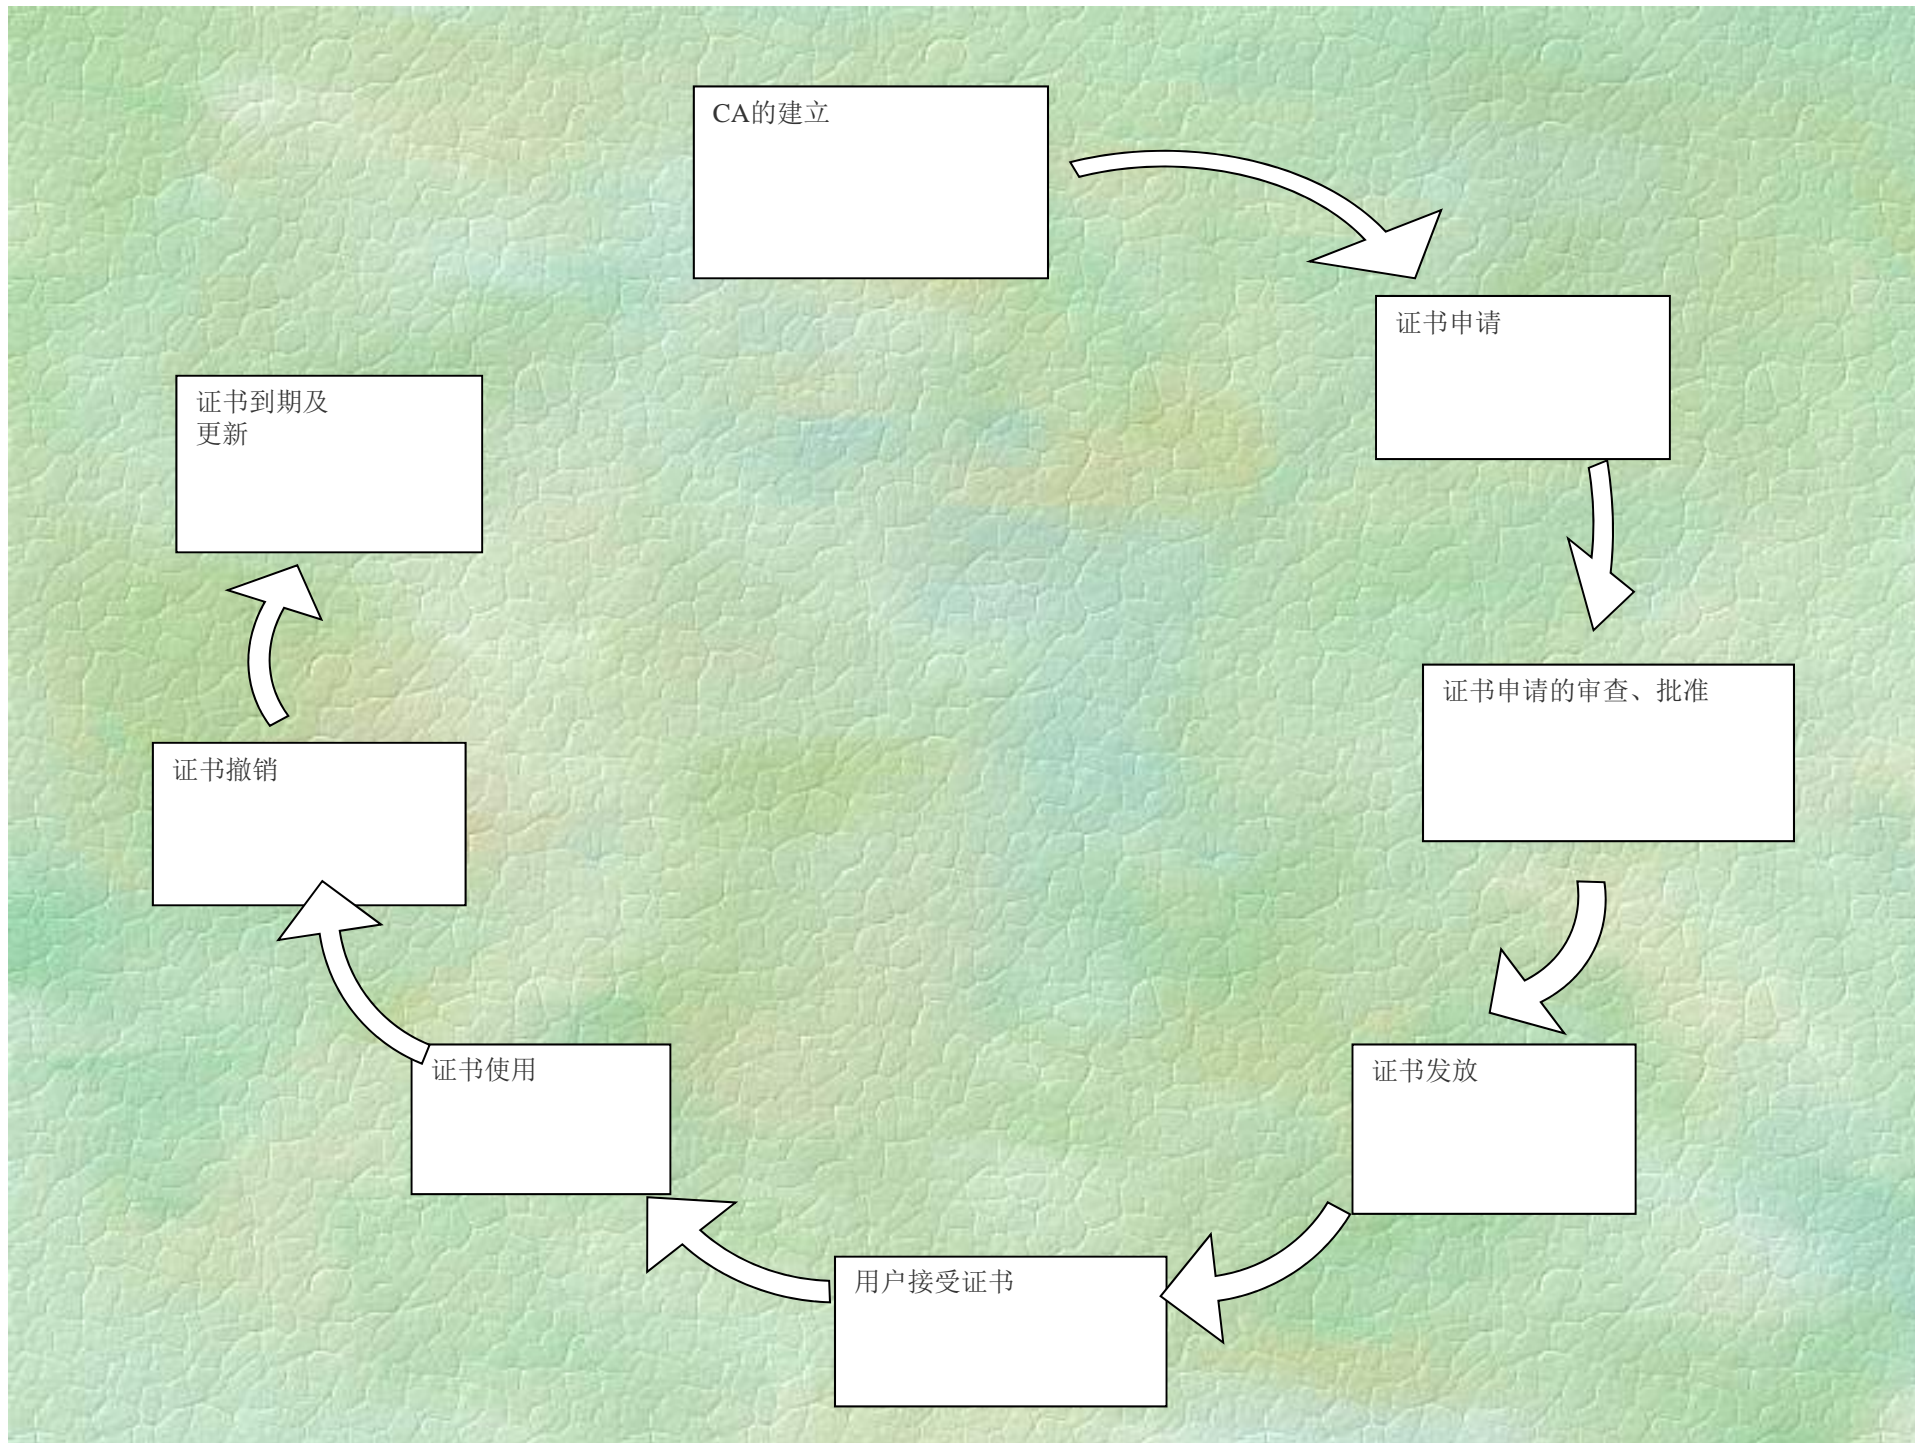 CA的建立
证书申请
证书申请的审查、批准
证书发放
用户接受证书
证书使用
证书撤销
证书到期及
更新